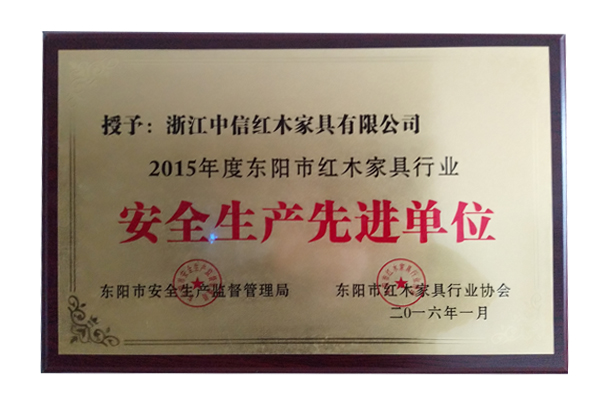 授予：浙江中信红木家具有限公司
2015年度东阳市红木家具行业
安全生产先进单位
东阳市安全生产监督管理局 东阳市红木家具行业协会
二0一六年一月